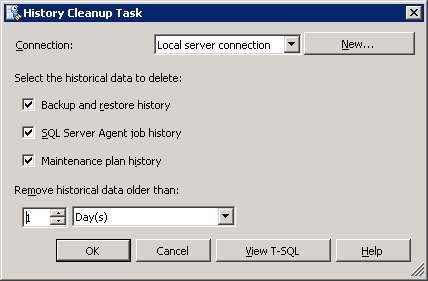 History Cleanup Task
Connection:
Local server connection
New...
Select the historical data to delete:
Backup and restore history
SQL Server Agent job history
Maintenance plan history
Remove historical data older than:
1
Day(s)
OK
Cancel
View T-SQL
Help